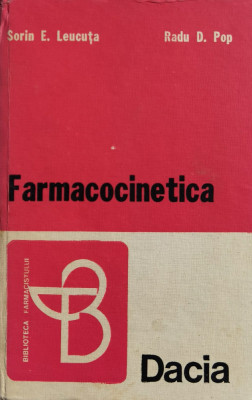 Sorin E. Leucuța
Radu D. Pop
Farmacocinetica
BIBLIOTECA FARMACISTULUI
B
Dacia